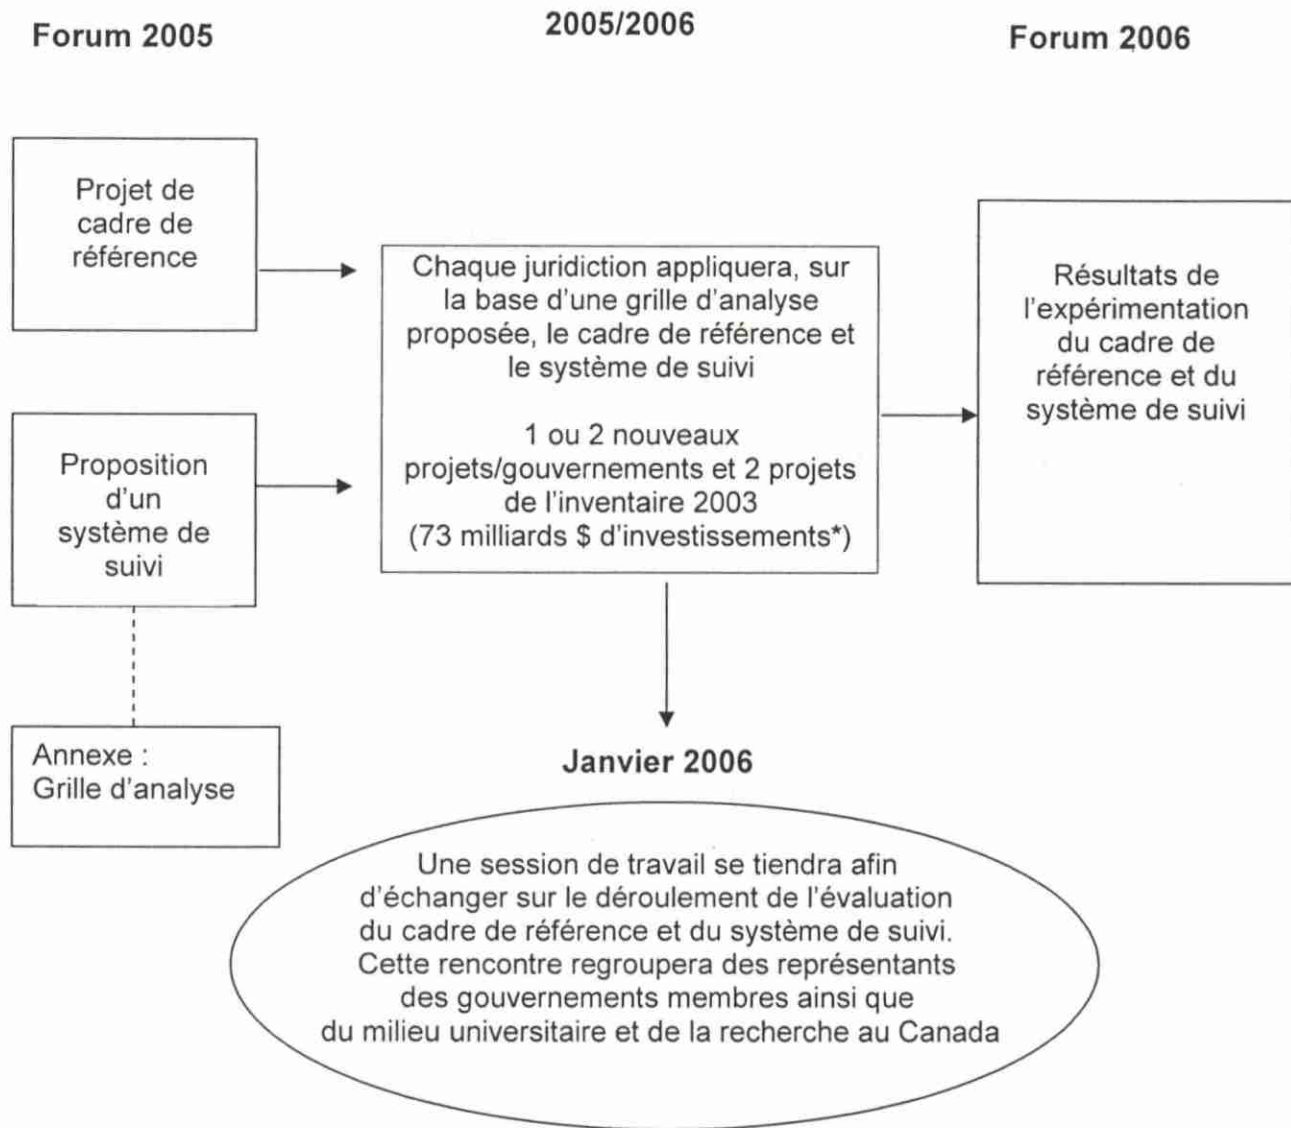 Forum 2005
2005/2006
Forum 2006
Projet de
cadre de
référence
Proposition
d'un
système de
suivi
Annexe :
Grille d'analyse
Chaque juridiction appliquera, sur
la base d'une grille d'analyse
proposée, le cadre de référence et
le système de suivi
1 ou 2 nouveaux
projets/gouvernements et 2 projets
de l'inventaire 2003
(73 milliards $ d'investissements*)
Résultats de
l'expérimentation
du cadre de
référence et du
système de suivi
Janvier 2006
Une session de travail se tiendra afin
d'échanger sur le déroulement de l'évaluation
du cadre de référence et du système de suivi.
Cette rencontre regroupera des représentants
des gouvernements membres ainsi que
du milieu universitaire et de la recherche au Canada